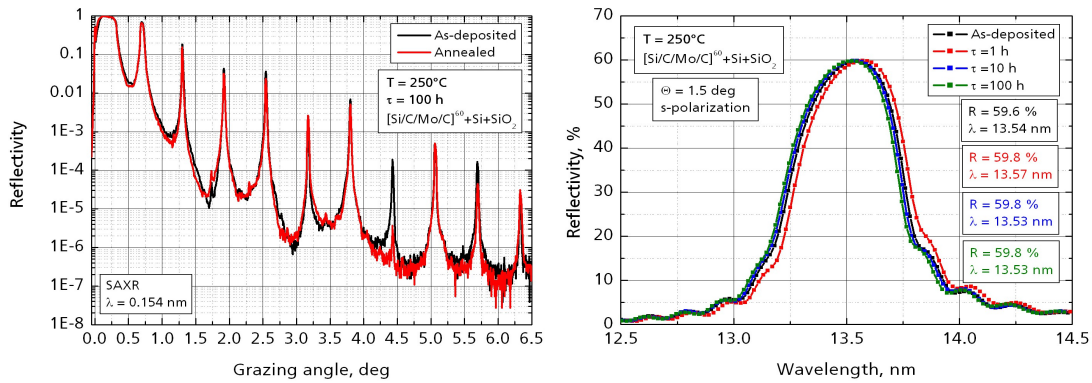 1
0.1
0.01
1E-3
1E-4
1E-5
1E-6
1E-7
1E-8
Reflectivity
As-deposited
Annealed
T = 250°C
τ = 100 h
[Si/C/Mo/C]⁶⁰+Si+SiO₂
SAXR
λ = 0.154 nm
0.0 0.5 1.0 1.5 2.0 2.5 3.0 3.5 4.0 4.5 5.0 5.5 6.0 6.5
Grazing angle, deg
70
60
50
40
30
20
10
0
Reflectivity, %
T = 250°C
[Si/C/Mo/C]⁶⁰+Si+SiO₂
Θ = 1.5 deg
s-polarization
As-deposited
τ =1 h
τ =10 h
τ =100 h
R = 59.6 %
λ = 13.54 nm
R = 59.8 %
λ = 13.57 nm
R = 59.8 %
λ = 13.53 nm
R = 59.8 %
λ = 13.53 nm
12.5 13.0 13.5 14.0 14.5
Wavelength, nm